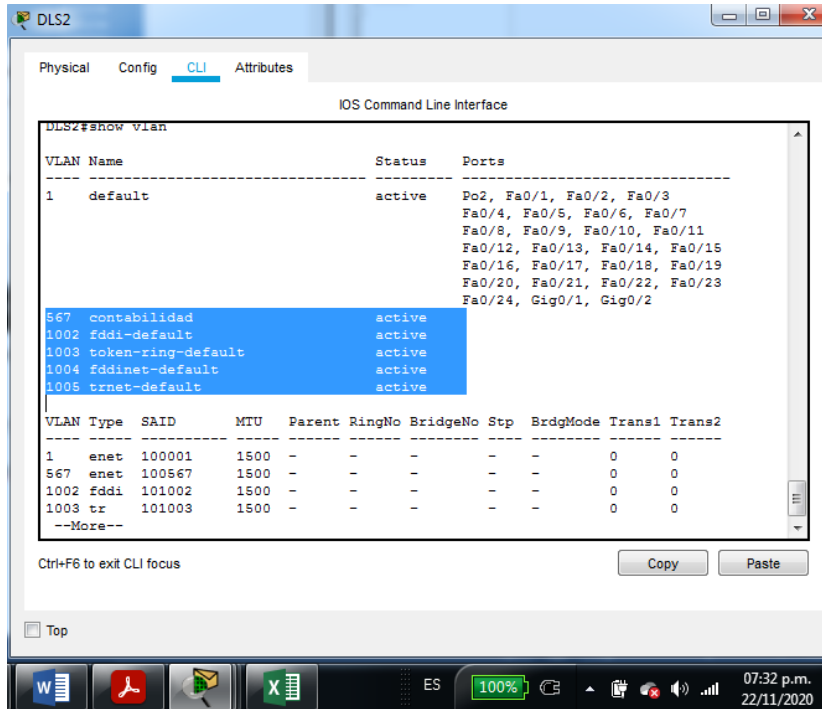 DLS2
Physical Config CLI Attributes
IOS Command Line Interface
DLS2#show vlan
VLAN Name Status Ports
---- -------------------------------- --------- -------------------------------
1 default active Po2, Fa0/1, Fa0/2, Fa0/3
Fa0/4, Fa0/5, Fa0/6, Fa0/7
Fa0/8, Fa0/9, Fa0/10, Fa0/11
Fa0/12, Fa0/13, Fa0/14, Fa0/15
Fa0/16, Fa0/17, Fa0/18, Fa0/19
Fa0/20, Fa0/21, Fa0/22, Fa0/23
Fa0/24, Gig0/1, Gig0/2
567 contabilidad active
1002 fddi-default active
1003 token-ring-default active
1004 fddinet-default active
1005 trnet-default active
VLAN Type SAID MTU Parent RingNo BridgeNo Stp BrdgMode Trans1 Trans2
---- ----- ---------- ----- ------ ------ -------- ---- -------- ------ ------
1 enet 100001 1500 - - - - - 0 0
567 enet 100567 1500 - - - - - 0 0
1002 fddi 101002 1500 - - - - - 0 0
1003 tr 101003 1500 - - - - - 0 0
--More--
Ctrl+F6 to exit CLI focus
Copy Paste
Top
W X ES 100% 07:32 p.m.
22/11/2020